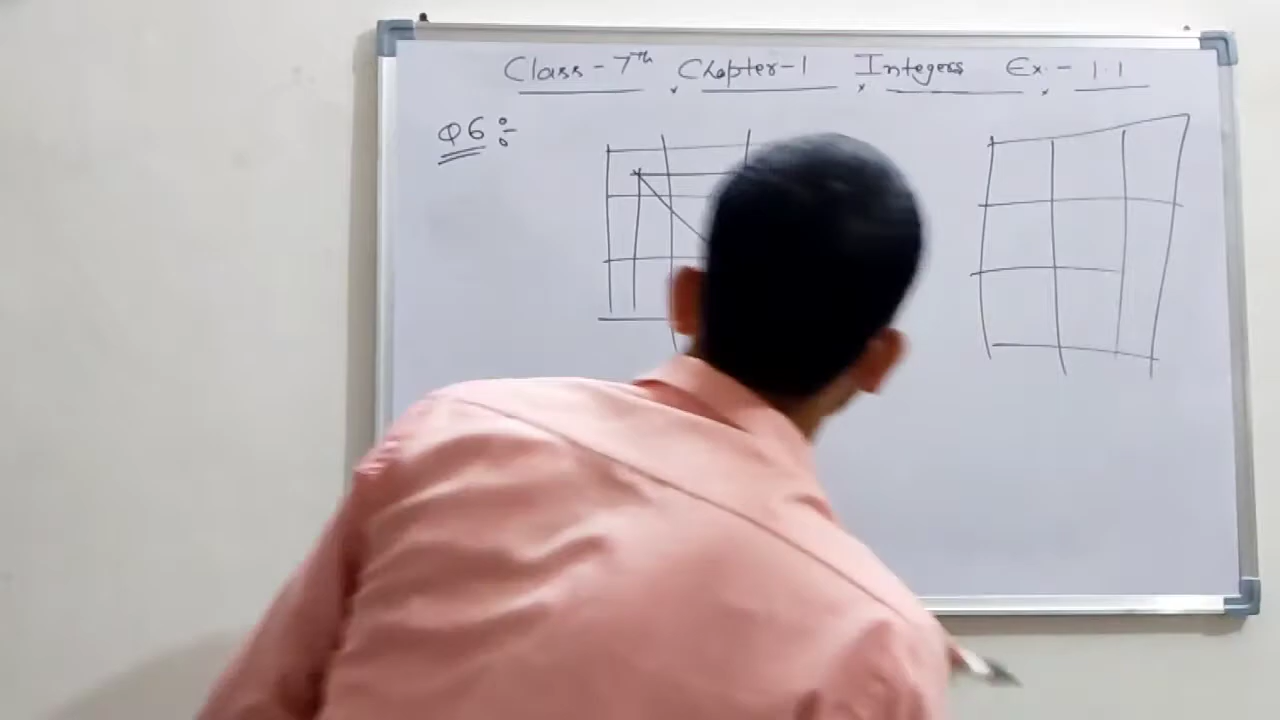 Class - 7th Chapter - 1 Integers Ex. - 1.1
Q6 :-